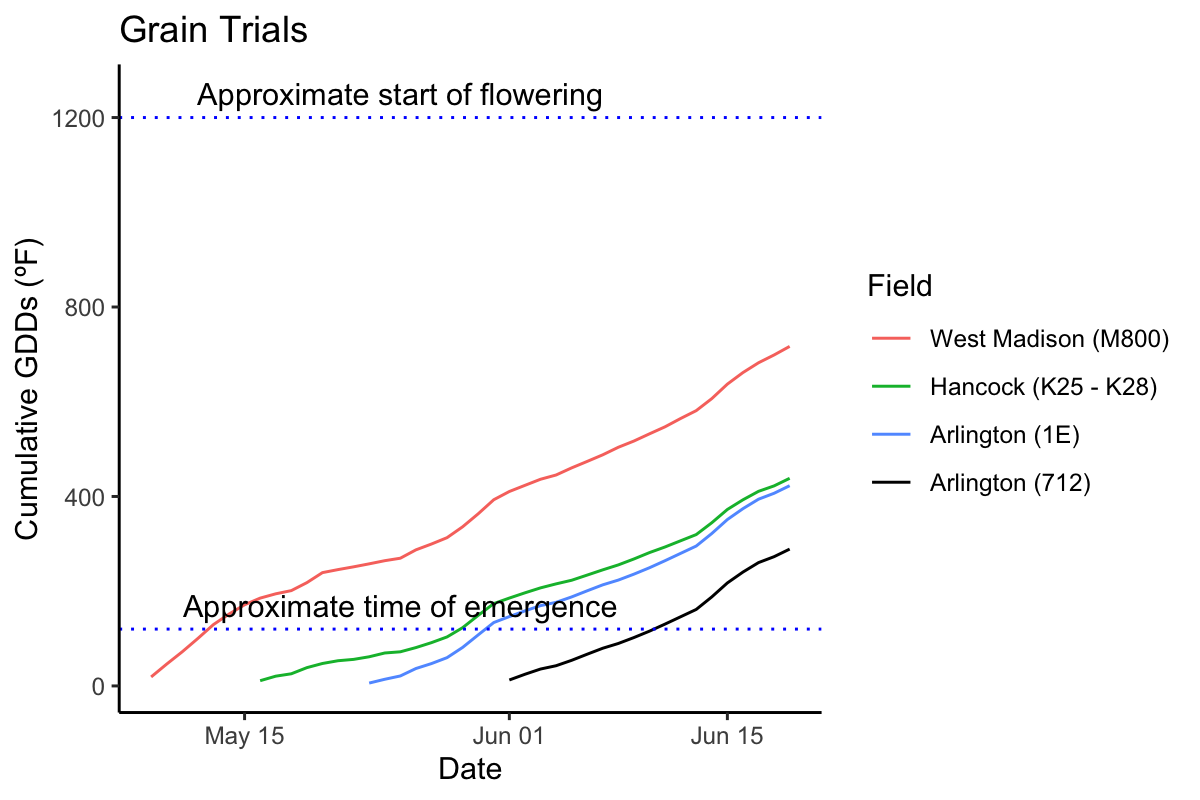 Grain Trials
Approximate start of flowering
1200
800
400
0
Cumulative GDDs (ºF)
Approximate time of emergence
May 15
Jun 01
Jun 15
Date
Field
West Madison (M800)
Hancock (K25 - K28)
Arlington (1E)
Arlington (712)